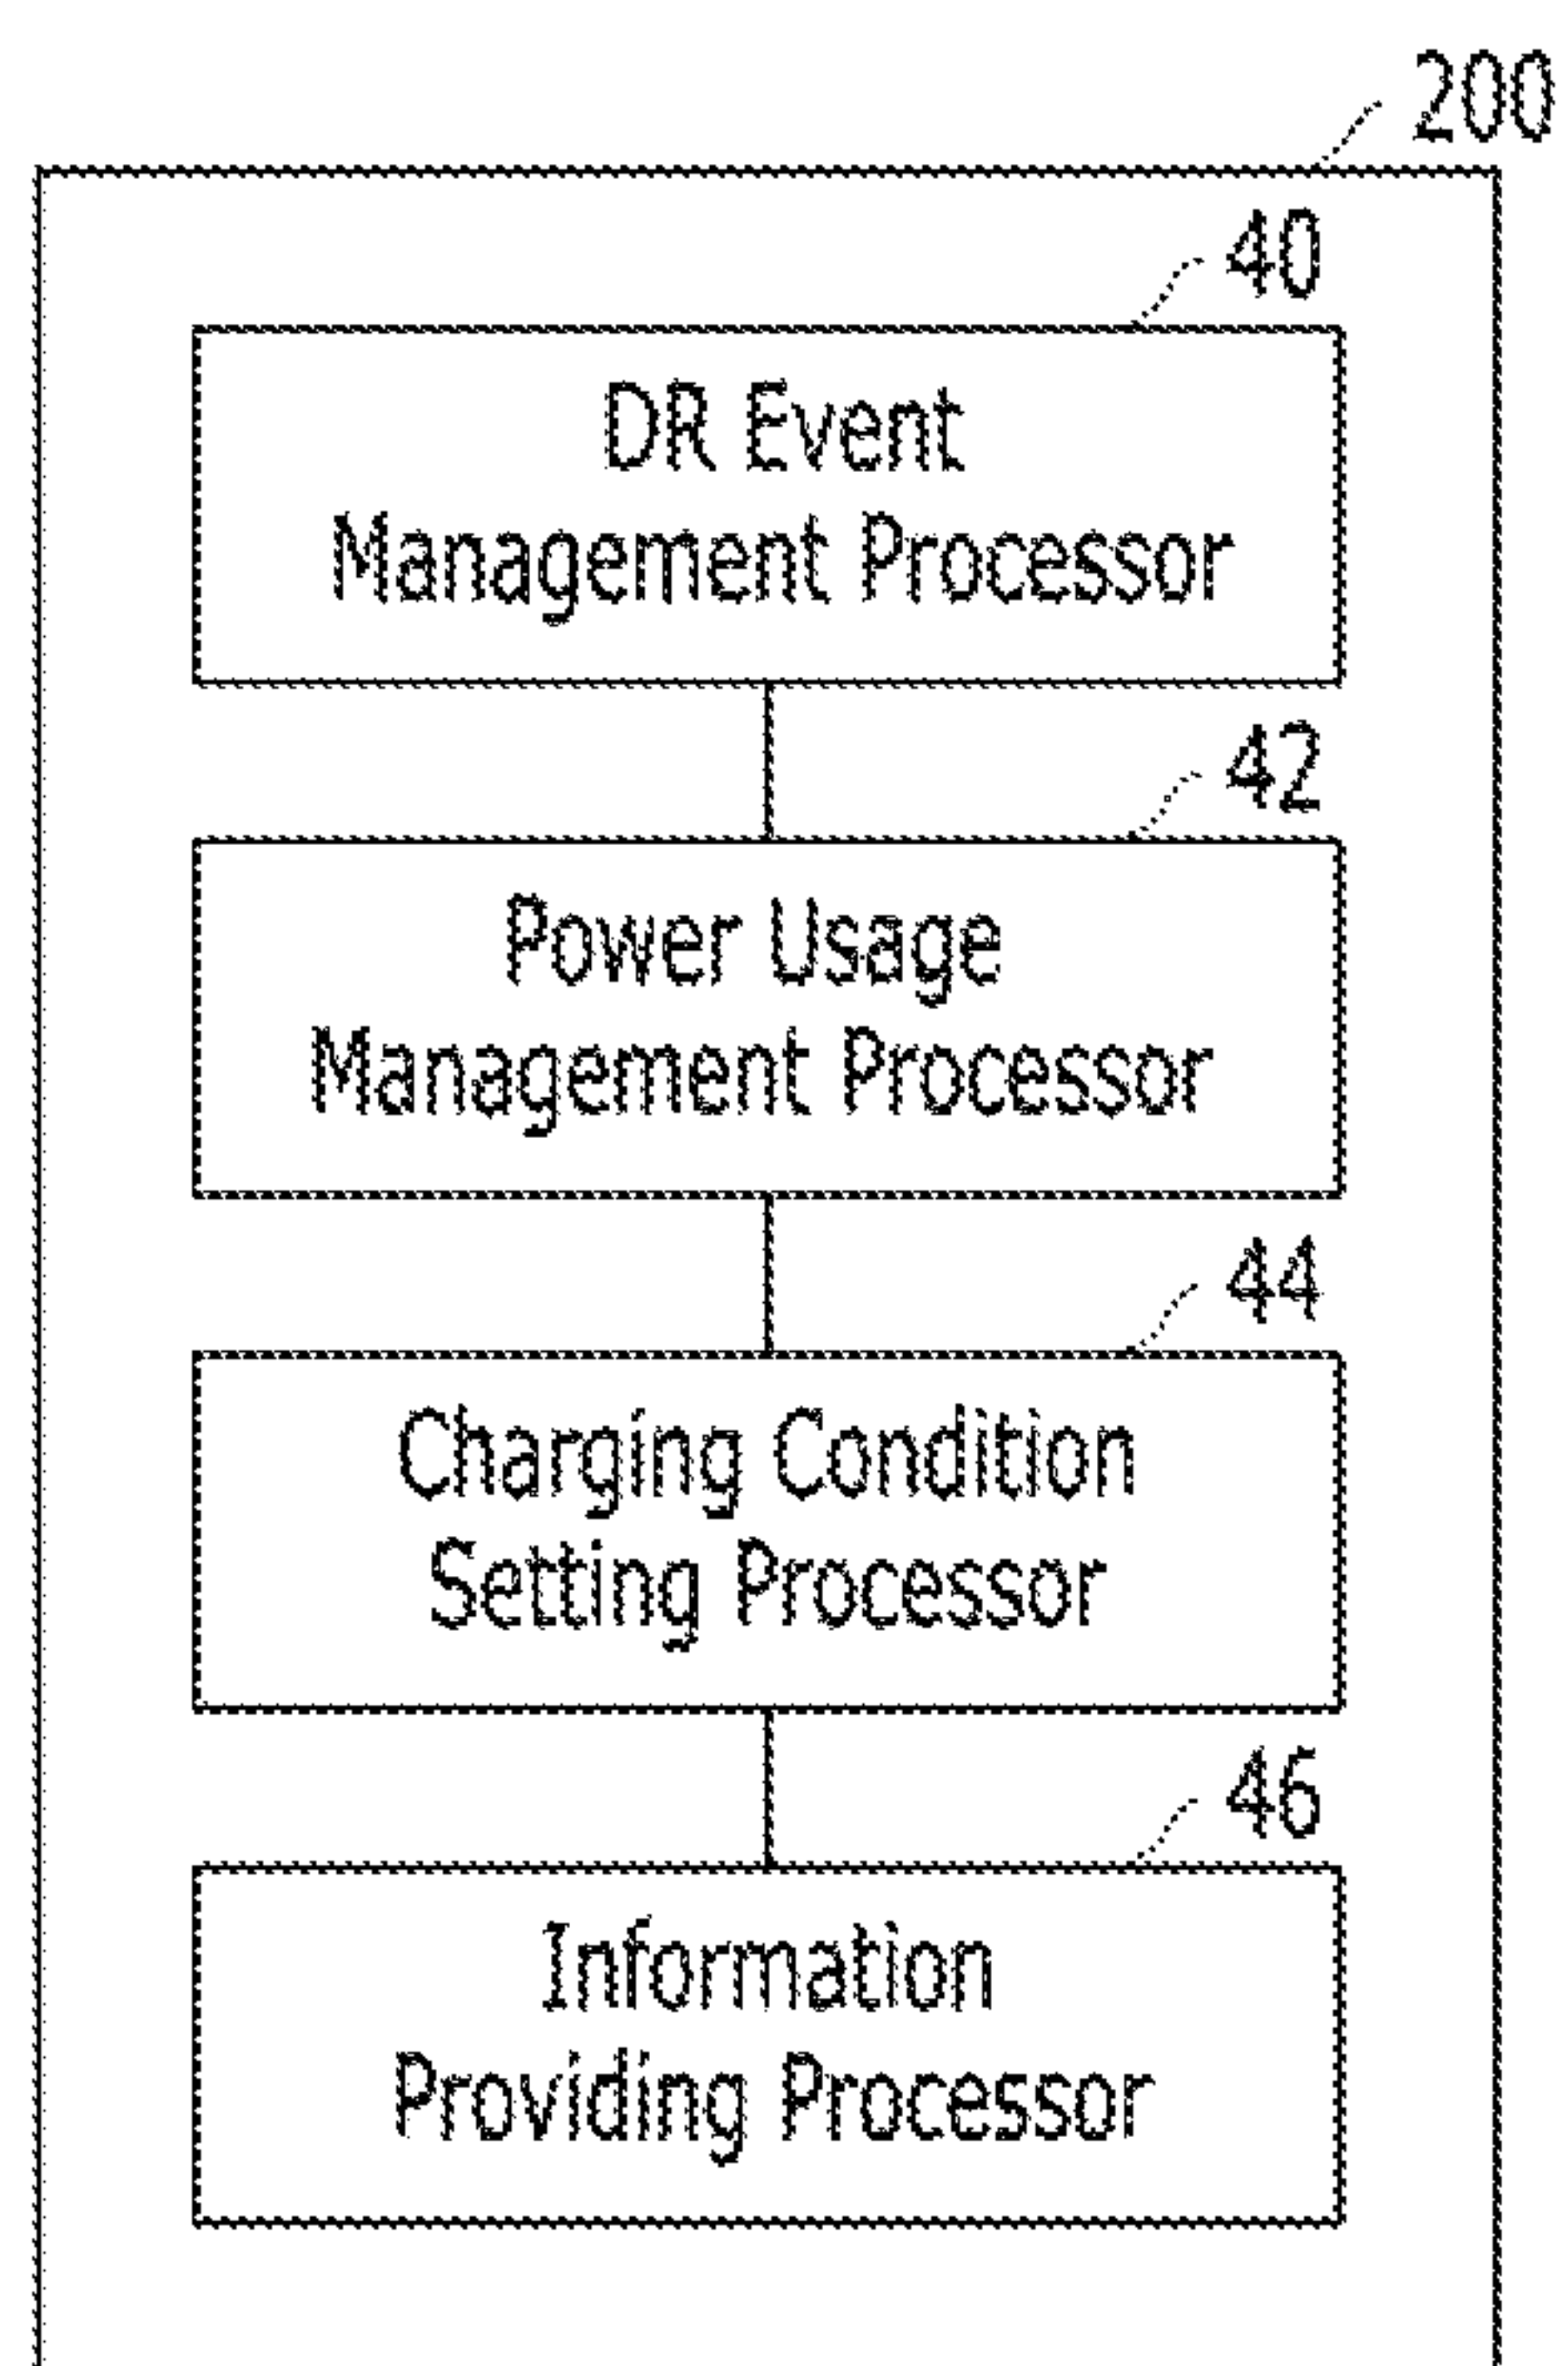 200
40
DR Event
Management Processor
42
Power Usage
Management Processor
44
Charging Condition
Setting Processor
46
Information
Providing Processor